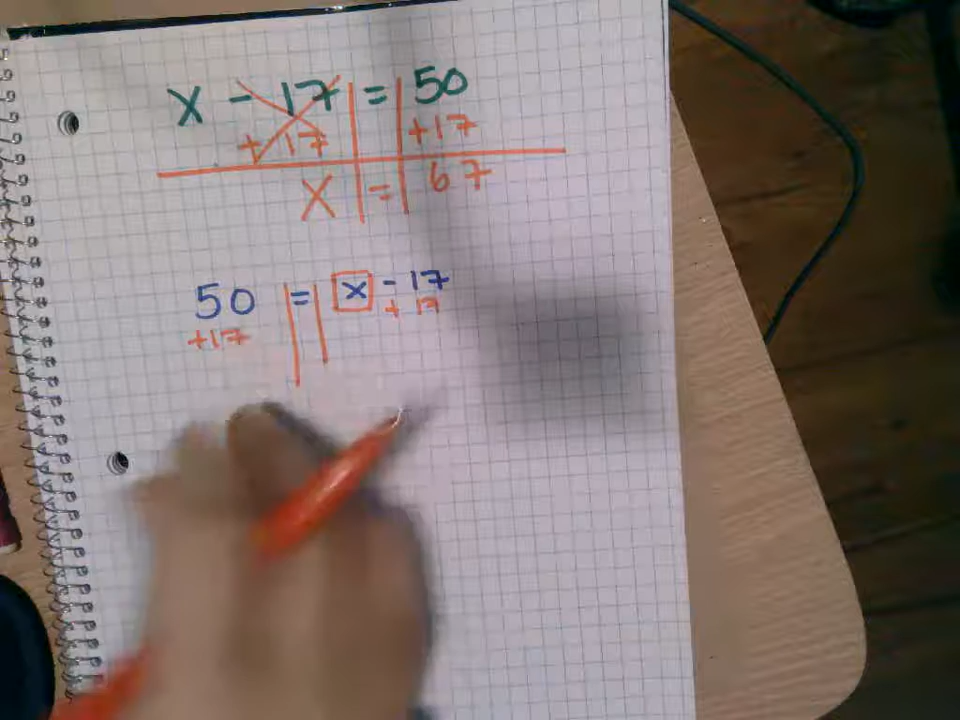 x - 17 = 50
+ 17 +17
x = 67
50 = x - 17
+17 + 17